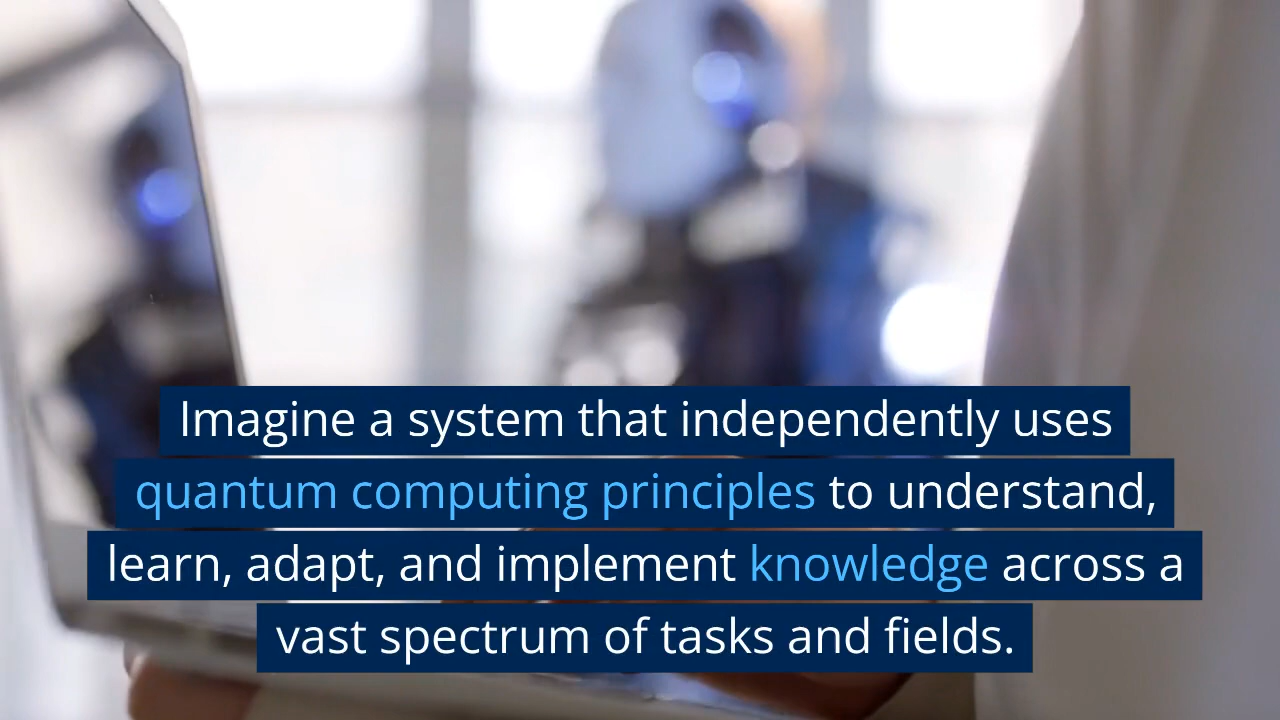 Imagine a system that independently uses
quantum computing principles to understand,
learn, adapt, and implement knowledge across a
vast spectrum of tasks and fields.